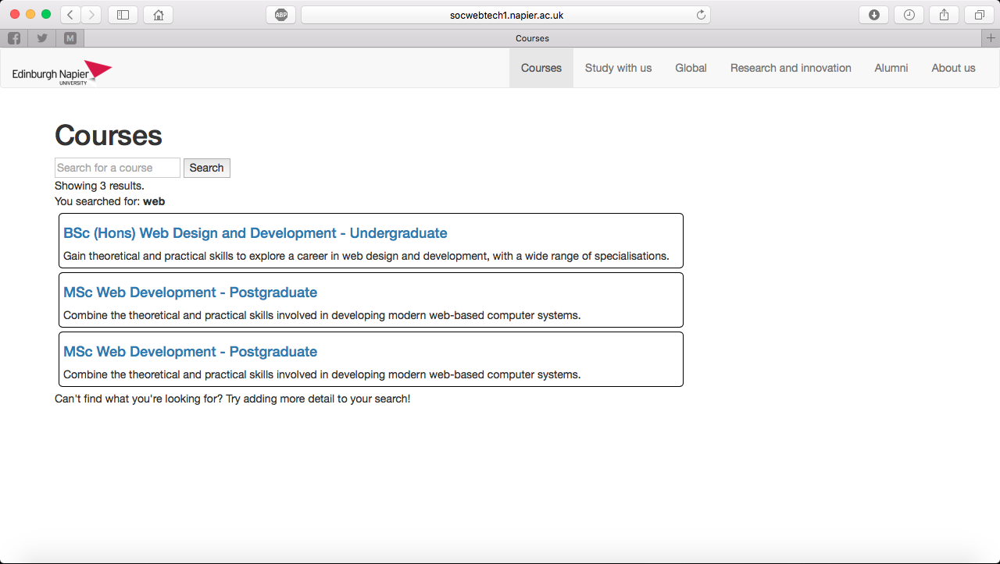 ABP
socwebtech1.napier.ac.uk
M
Courses
Edinburgh Napier
UNIVERSITY
Courses Study with us Global Research and innovation Alumni About us
Courses
Search for a course Search
Showing 3 results.
You searched for: web
BSc (Hons) Web Design and Development - Undergraduate
Gain theoretical and practical skills to explore a career in web design and development, with a wide range of specialisations.
MSc Web Development - Postgraduate
Combine the theoretical and practical skills involved in developing modern web-based computer systems.
MSc Web Development - Postgraduate
Combine the theoretical and practical skills involved in developing modern web-based computer systems.
Can't find what you're looking for? Try adding more detail to your search!